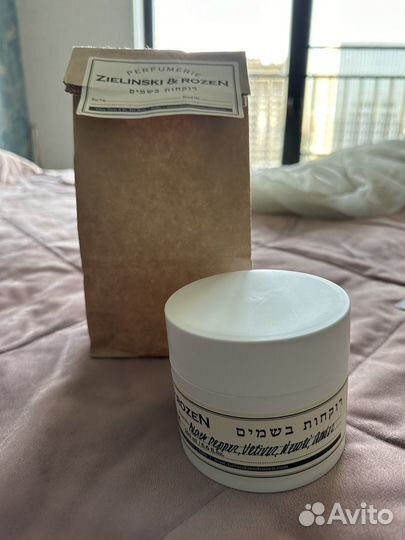 PERFUMERIE
ZIELINSKI & ROZEN
רוקחות בשמים
ROZEN
רוקחות בשמים
Black Pepper, Vetiver, Neroli, Amber
Avito